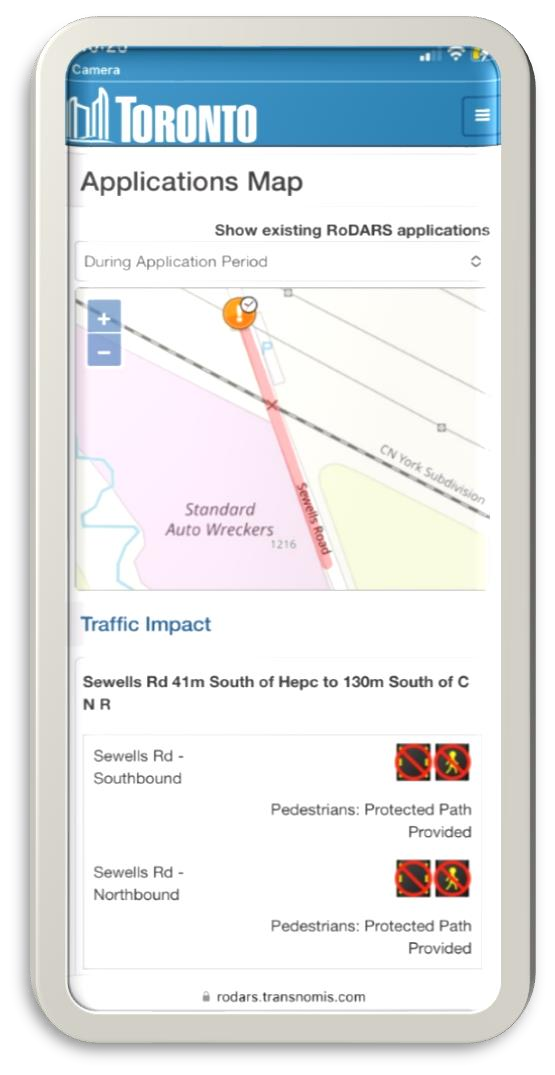 Camera
TORONTO
Applications Map
Show existing RoDARS applications
During Application Period
+
−
P
CN York Subdivision
Sewells Road
Standard
Auto Wreckers
1216
Traffic Impact
Sewells Rd 41m South of Hepc to 130m South of C
N R
Sewells Rd -
Southbound
Pedestrians: Protected Path
Provided
Sewells Rd -
Northbound
Pedestrians: Protected Path
Provided
rodars.transnomis.com